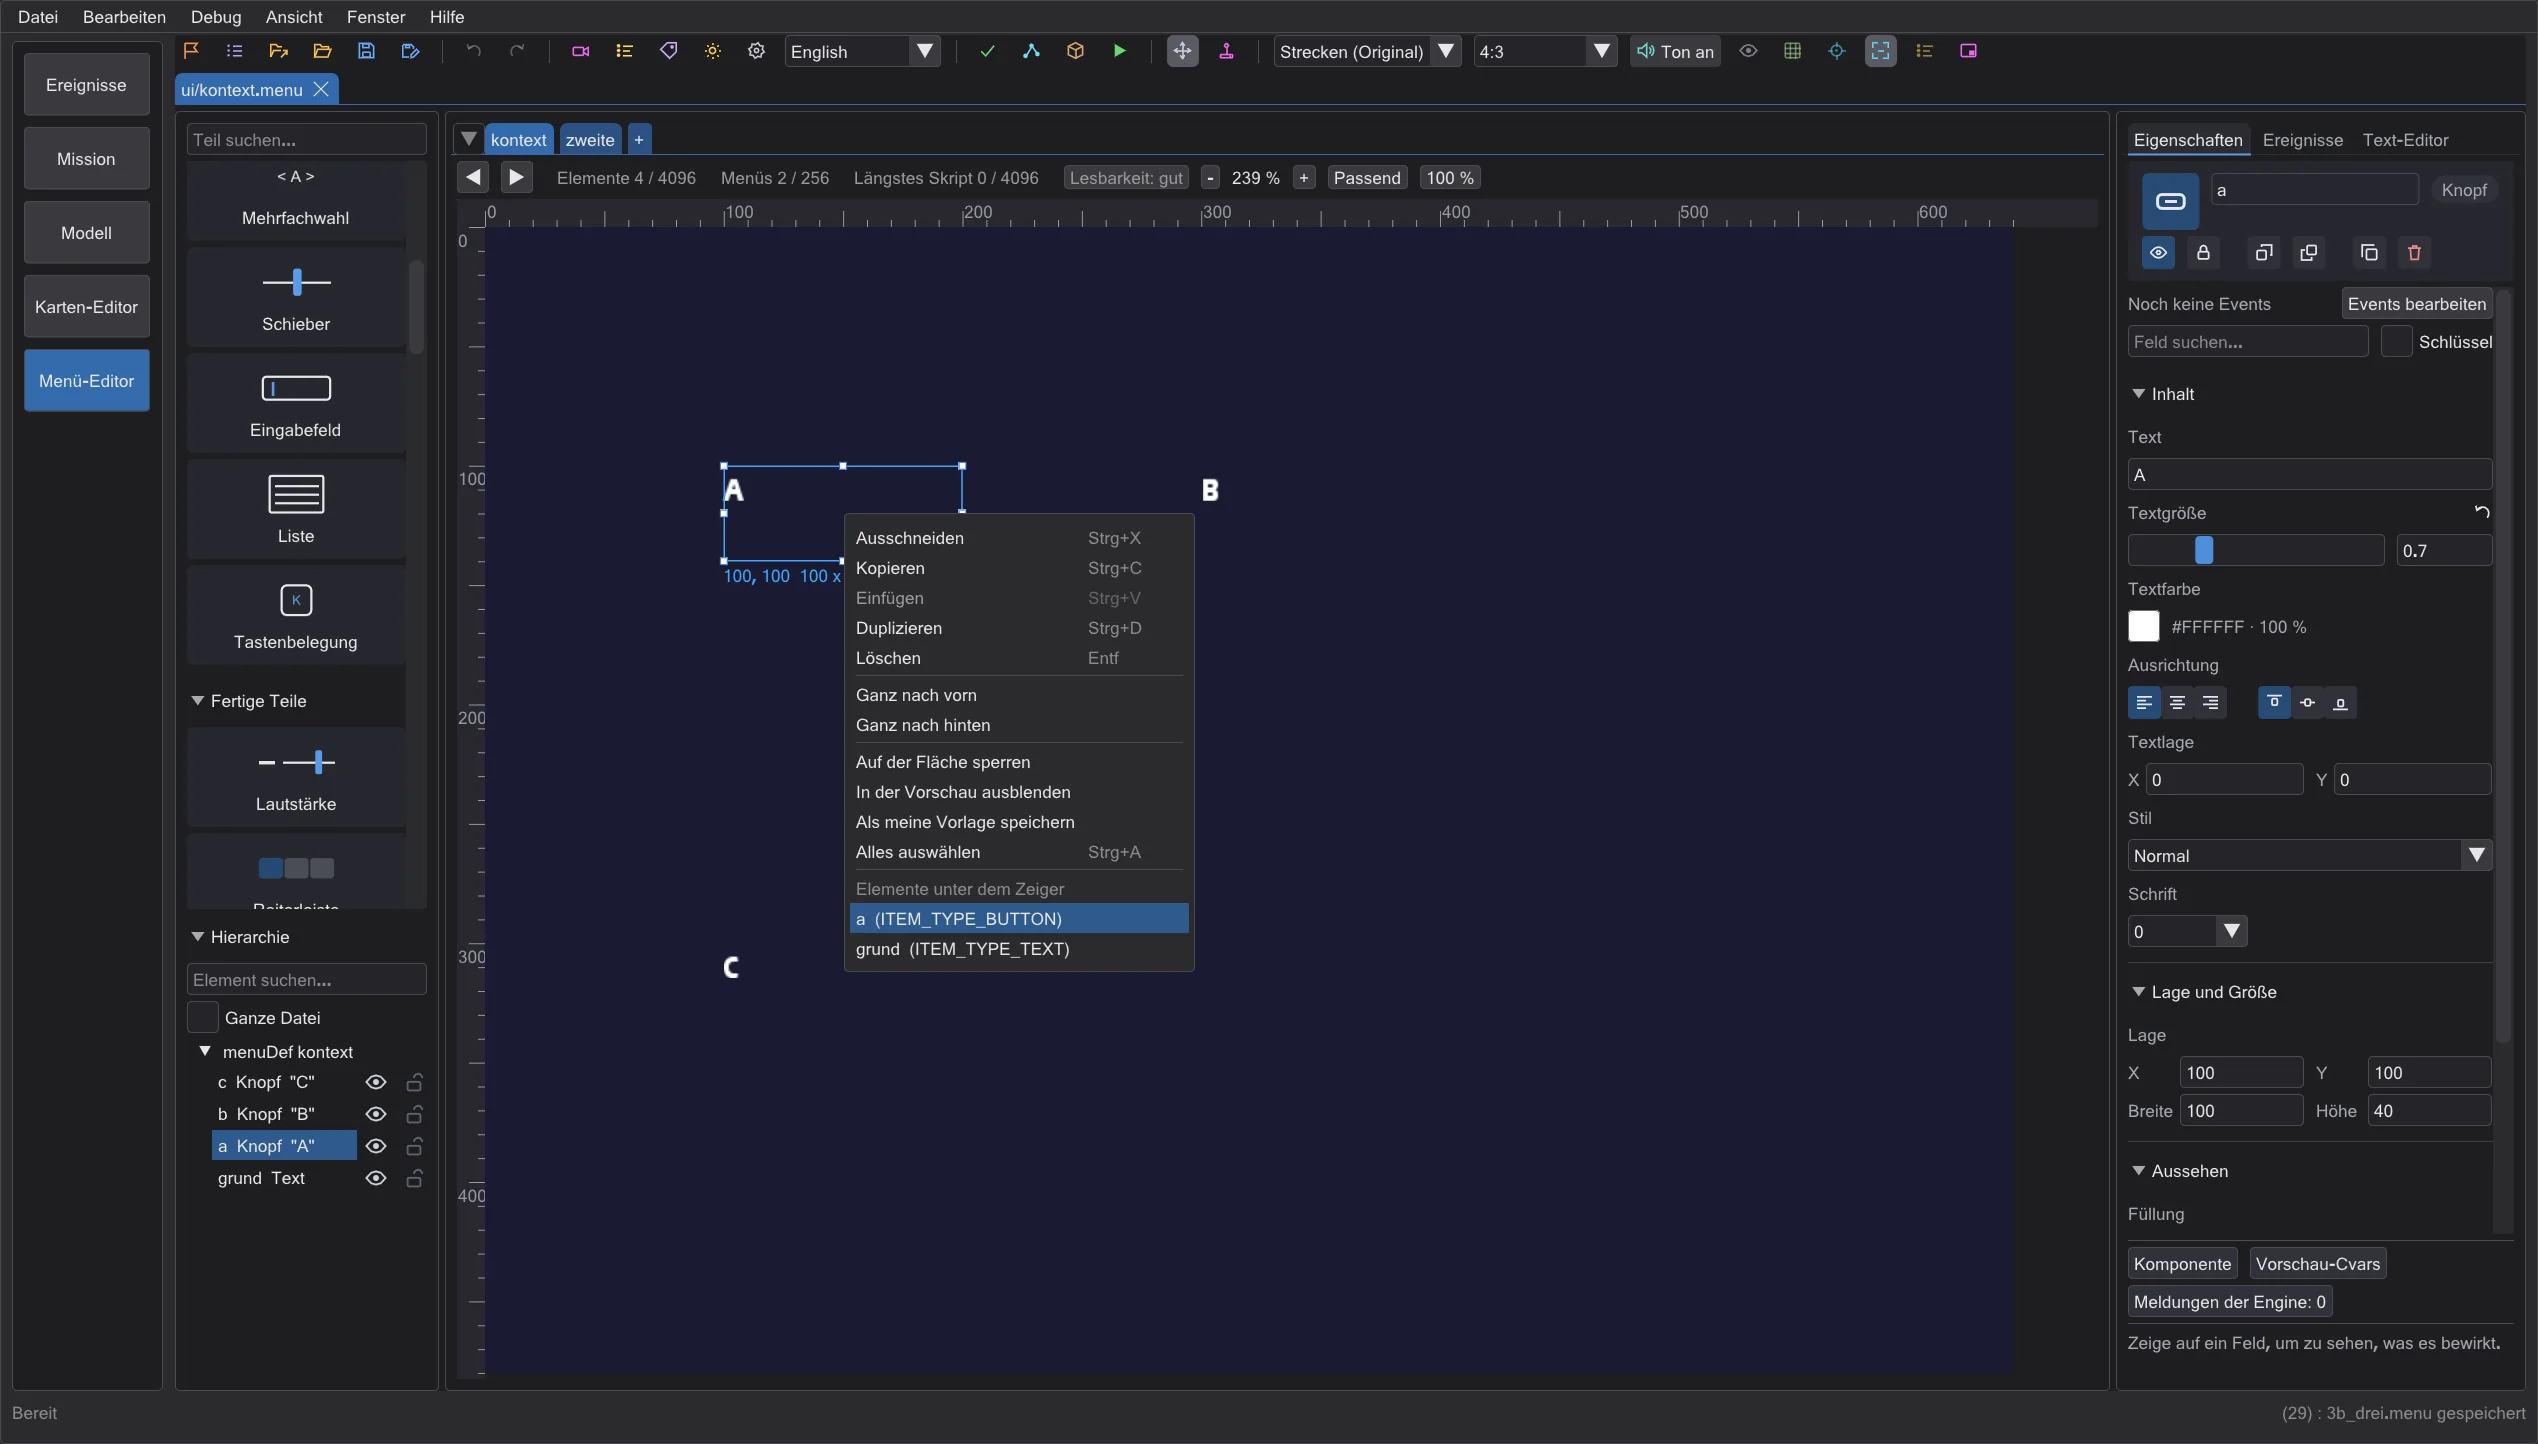 Datei Bearbeiten Debug Ansicht Fenster Hilfe
English Strecken (Original) 4:3 Ton an
ui/kontext.menu
Ereignisse
Mission
Modell
Karten-Editor
Menü-Editor
Teil suchen...
< A >
Mehrfachwahl
Schieber
Eingabefeld
Liste
K
Tastenbelegung
Fertige Teile
Lautstärke
Hierarchie
Element suchen...
Ganze Datei
menuDef kontext
c Knopf "C"
b Knopf "B"
a Knopf "A"
grund Text
kontext zweite +
Elemente 4 / 4096 Menüs 2 / 256 Längstes Skript 0 / 4096 Lesbarkeit: gut - 239 % + Passend 100 %
0 100 200 300 400 500 600
0
100
200
300
400
A
B
C
100, 100 100 x
Ausschneiden Strg+X
Kopieren Strg+C
Einfügen Strg+V
Duplizieren Strg+D
Löschen Entf
Ganz nach vorn
Ganz nach hinten
Auf der Fläche sperren
In der Vorschau ausblenden
Als meine Vorlage speichern
Alles auswählen Strg+A
Elemente unter dem Zeiger
a (ITEM_TYPE_BUTTON)
grund (ITEM_TYPE_TEXT)
Eigenschaften Ereignisse Text-Editor
a Knopf
Noch keine Events Events bearbeiten
Feld suchen... Schlüssel
Inhalt
Text
A
Textgröße
0.7
Textfarbe
#FFFFFF · 100 %
Ausrichtung
Textlage
X 0 Y 0
Stil
Normal
Schrift
0
Lage und Größe
Lage
X 100 Y 100
Breite 100 Höhe 40
Aussehen
Füllung
Komponente Vorschau-Cvars
Meldungen der Engine: 0
Zeige auf ein Feld, um zu sehen, was es bewirkt.
Bereit
(29) : 3b_drei.menu gespeichert